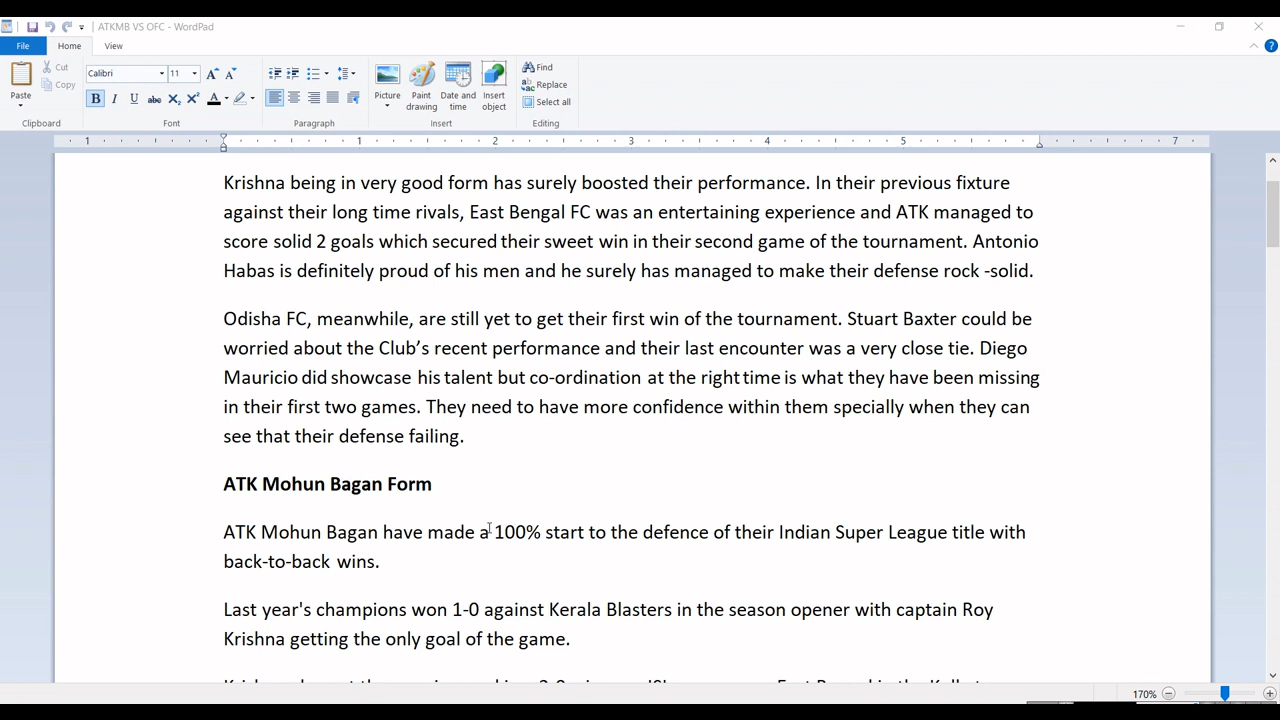 ATKMB VS OFC - WordPad
File Home View
Cut
Copy
Paste
Clipboard
Calibri 11
B I U abc X₂ X² A
Font
Paragraph
Picture
Paint drawing
Date and time
Insert object
Insert
Find
Replace
Select all
Editing
1 1 2 3 4 5 7
Krishna being in very good form has surely boosted their performance. In their previous fixture
against their long time rivals, East Bengal FC was an entertaining experience and ATK managed to
score solid 2 goals which secured their sweet win in their second game of the tournament. Antonio
Habas is definitely proud of his men and he surely has managed to make their defense rock -solid.
Odisha FC, meanwhile, are still yet to get their first win of the tournament. Stuart Baxter could be
worried about the Club’s recent performance and their last encounter was a very close tie. Diego
Mauricio did showcase his talent but co-ordination at the right time is what they have been missing
in their first two games. They need to have more confidence within them specially when they can
see that their defense failing.
ATK Mohun Bagan Form
ATK Mohun Bagan have made a 100% start to the defence of their Indian Super League title with
back-to-back wins.
Last year's champions won 1-0 against Kerala Blasters in the season opener with captain Roy
Krishna getting the only goal of the game.
170%